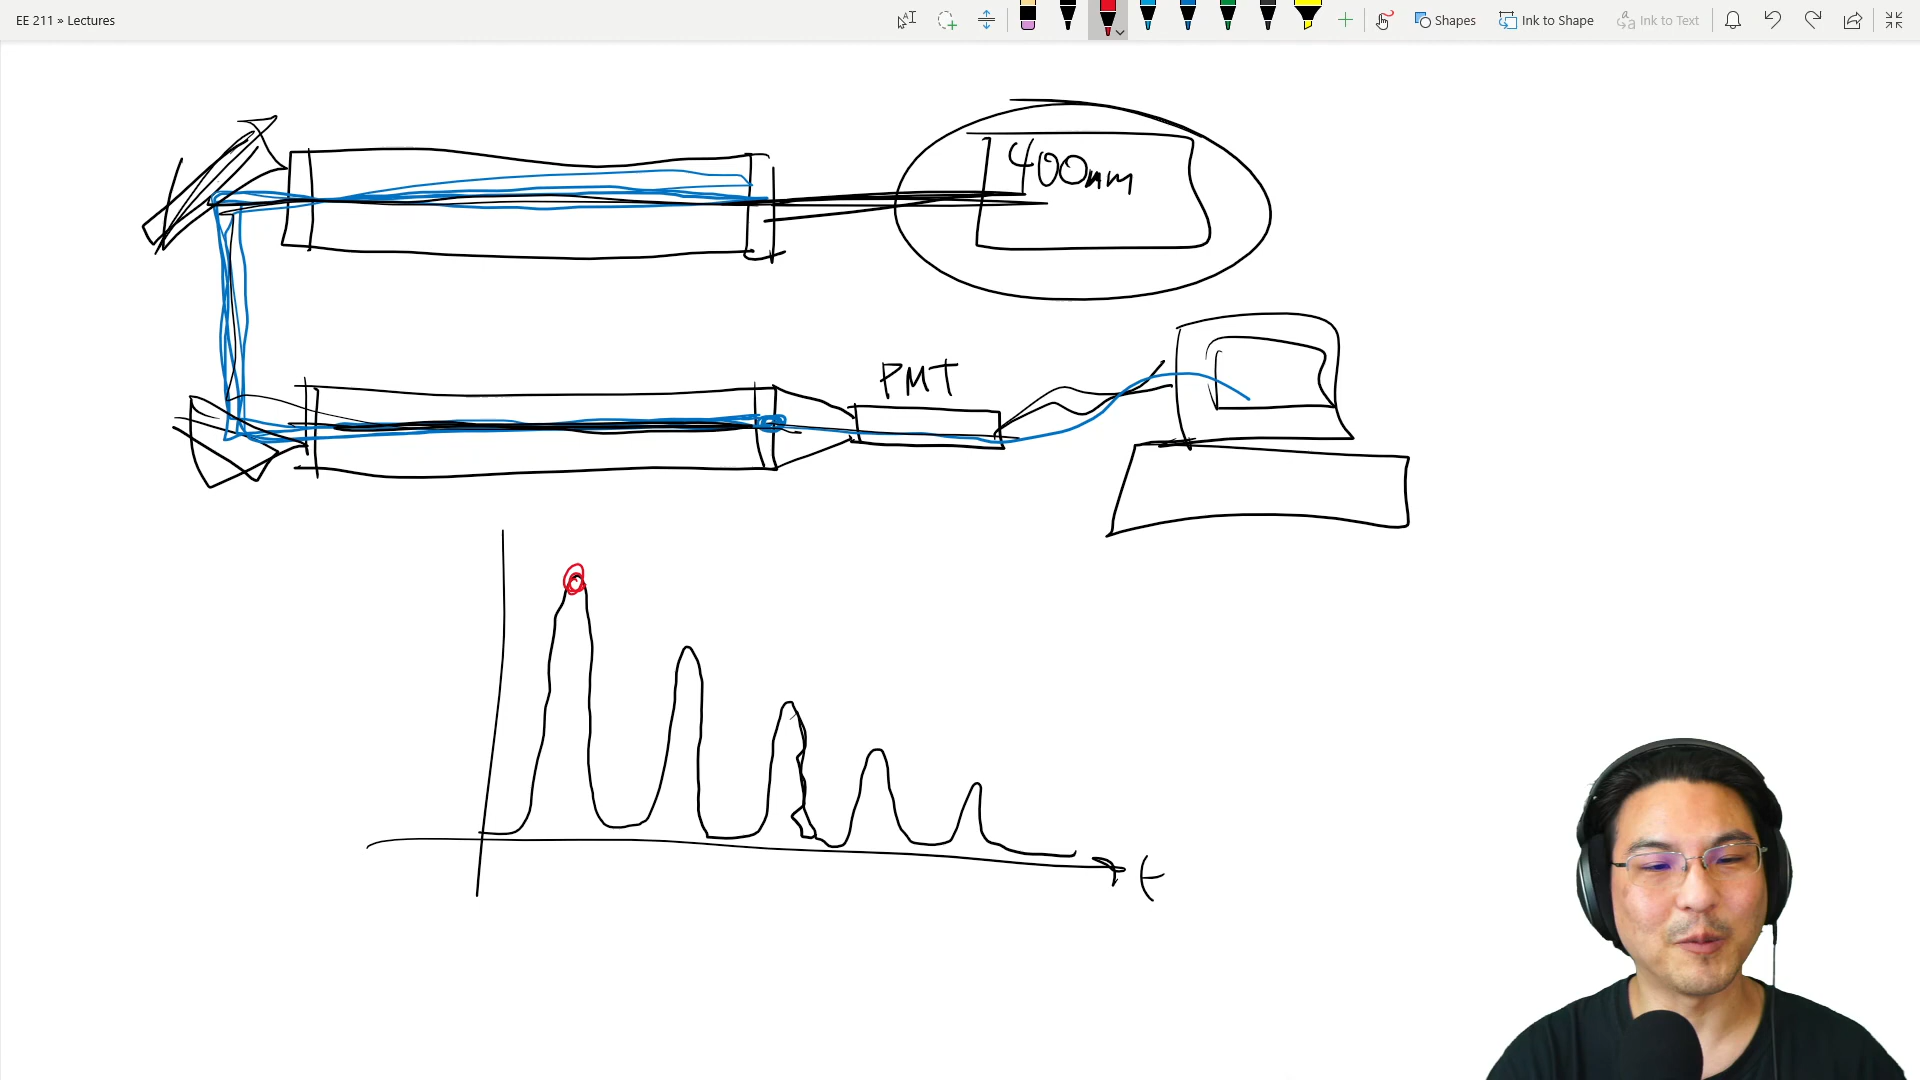 EE 211 » Lectures
Shapes
Ink to Shape
Ink to Text
400nm
PMT
t